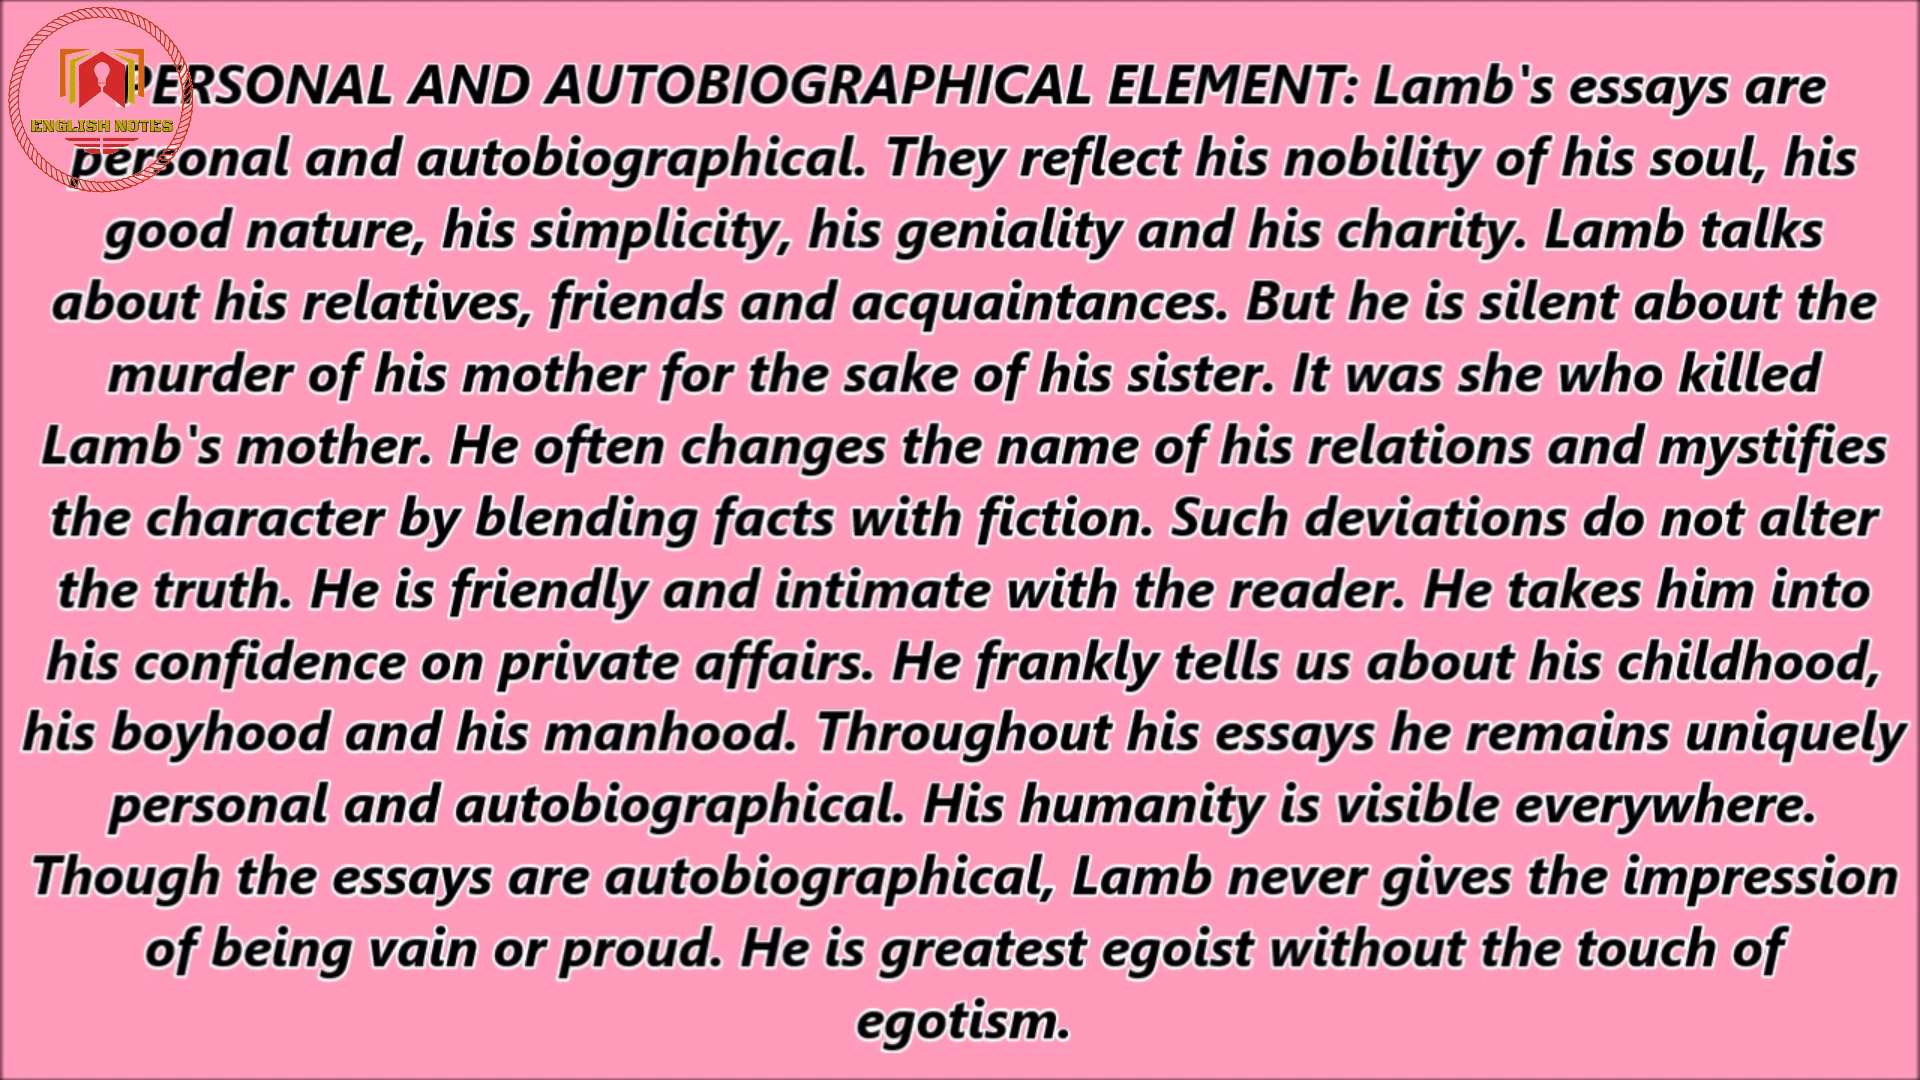 ENGLISH NOTES
PERSONAL AND AUTOBIOGRAPHICAL ELEMENT: Lamb's essays are
personal and autobiographical. They reflect his nobility of his soul, his
good nature, his simplicity, his geniality and his charity. Lamb talks
about his relatives, friends and acquaintances. But he is silent about the
murder of his mother for the sake of his sister. It was she who killed
Lamb's mother. He often changes the name of his relations and mystifies
the character by blending facts with fiction. Such deviations do not alter
the truth. He is friendly and intimate with the reader. He takes him into
his confidence on private affairs. He frankly tells us about his childhood,
his boyhood and his manhood. Throughout his essays he remains uniquely
personal and autobiographical. His humanity is visible everywhere.
Though the essays are autobiographical, Lamb never gives the impression
of being vain or proud. He is greatest egoist without the touch of
egotism.